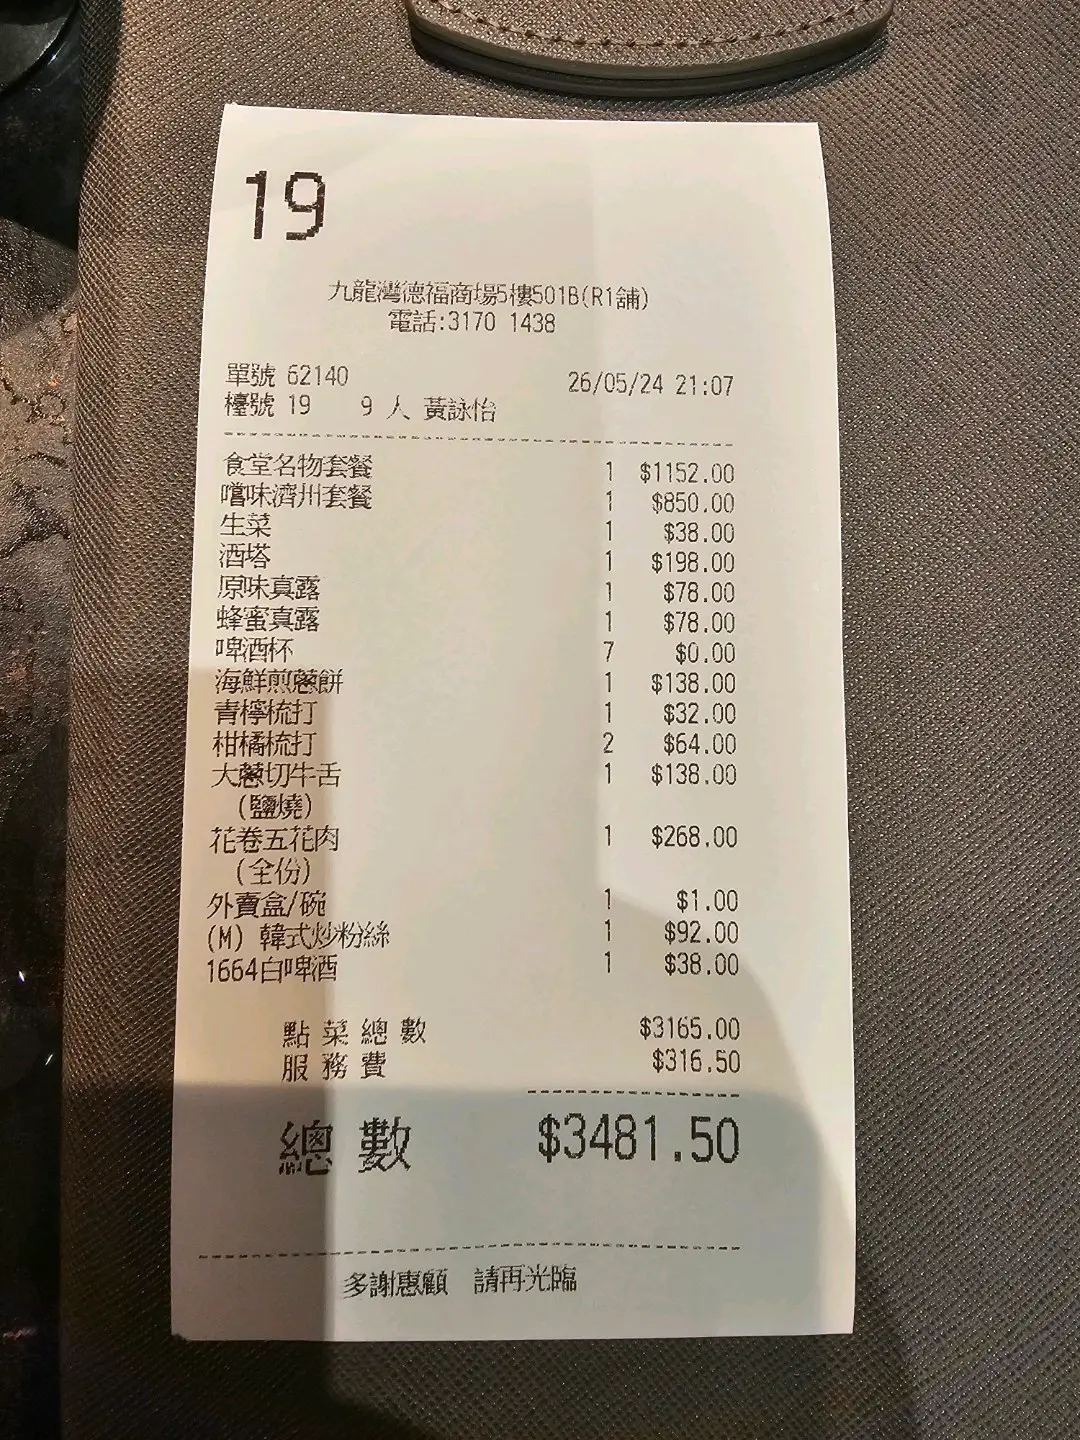 19
九龍灣德福商場5樓501B(R1舖)
電話:3170 1438
單號 62140 26/05/24 21:07
檯號 19 9 人 黃詠怡
食堂名物套餐 1 $1152.00
嚐味濟州套餐 1 $850.00
生菜 1 $38.00
酒塔 1 $198.00
原味真露 1 $78.00
蜂蜜真露 1 $78.00
啤酒杯 7 $0.00
海鮮煎蔥餅 1 $138.00
青檸梳打 1 $32.00
柑橘梳打 2 $64.00
大蔥切牛舌 1 $138.00
(鹽燒)
花卷五花肉 1 $268.00
(全份)
外賣盒/碗 1 $1.00
(M) 韓式炒粉絲 1 $92.00
1664白啤酒 1 $38.00
點菜總數 $3165.00
服務費 $316.50
總數 $3481.50
多謝惠顧 請再光臨